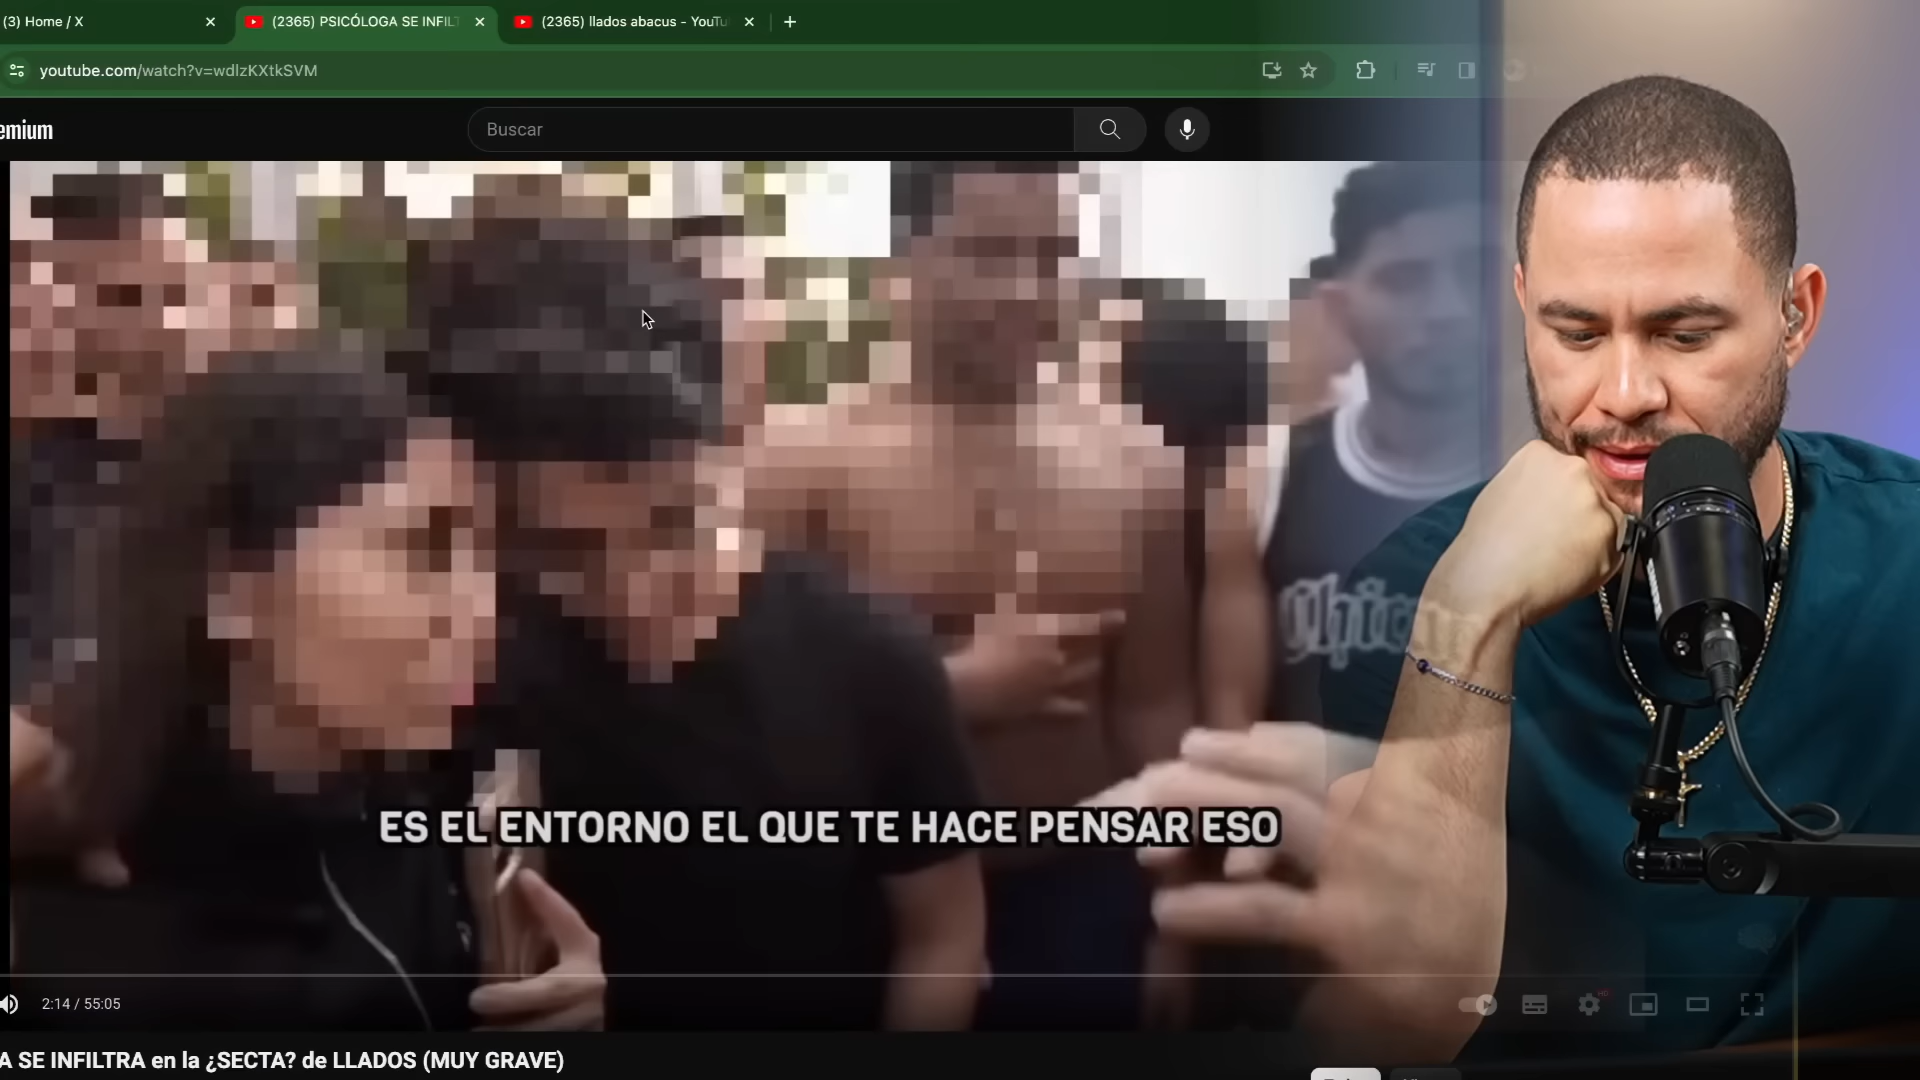 (3) Home / X
(2365) PSICÓLOGA SE INFILT
(2365) llados abacus - YouTu
youtube.com/watch?v=wdlzKXtkSVM
emium
Buscar
ES EL ENTORNO EL QUE TE HACE PENSAR ESO
2:14 / 55:05
A SE INFILTRA en la ¿SECTA? de LLADOS (MUY GRAVE)